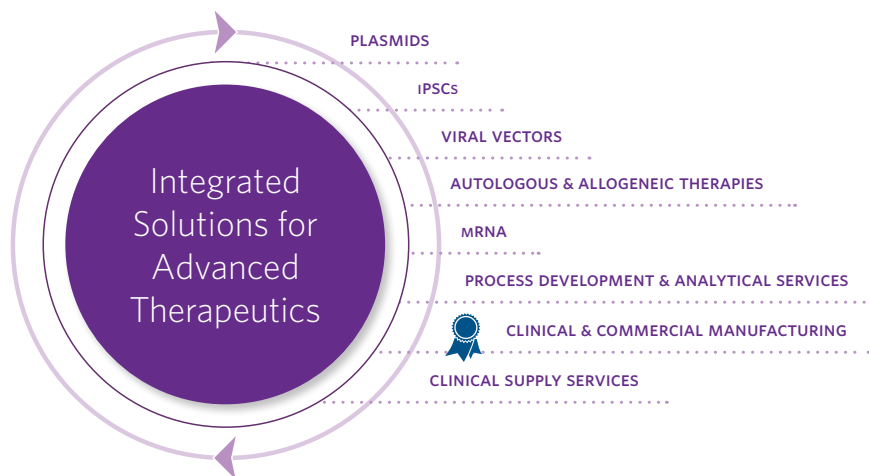 PLASMIDS
iPSCs
VIRAL VECTORS
AUTOLOGOUS & ALLOGENEIC THERAPIES
mRNA
PROCESS DEVELOPMENT & ANALYTICAL SERVICES
CLINICAL & COMMERCIAL MANUFACTURING
CLINICAL SUPPLY SERVICES
Integrated
Solutions for
Advanced
Therapeutics